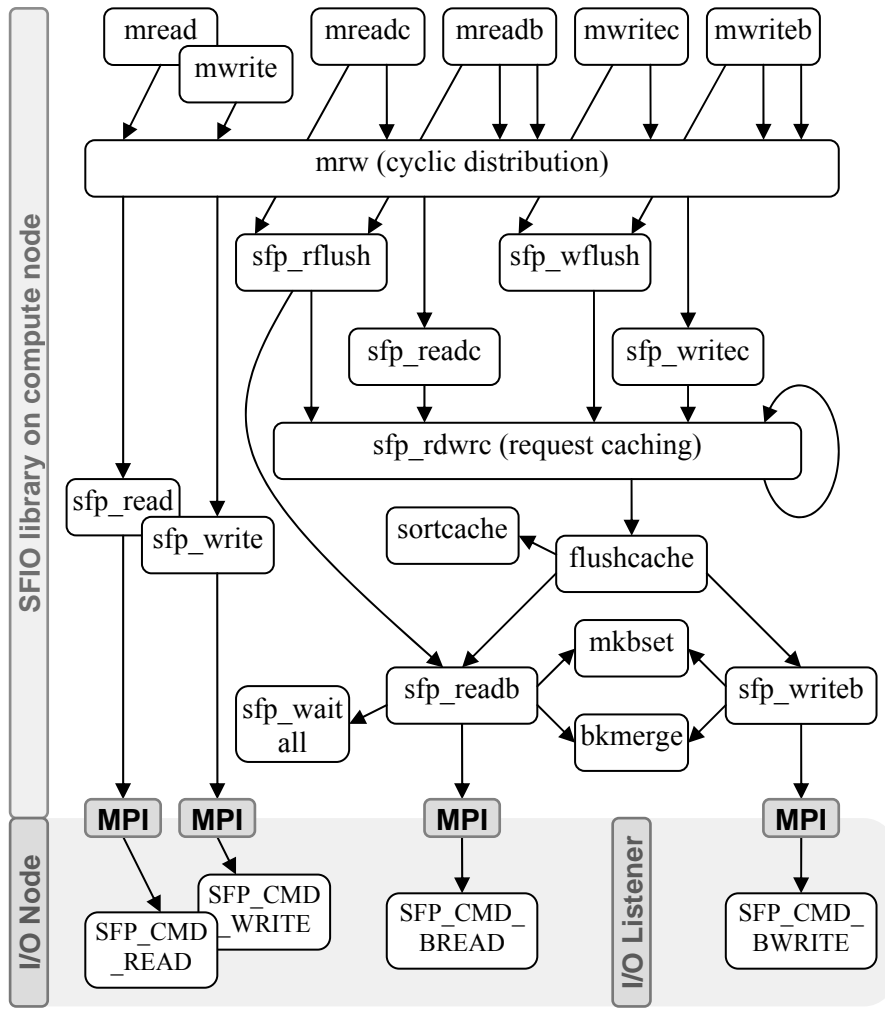 mread
mwrite
mreadc
mreadb
mwritec
mwriteb
mrw (cyclic distribution)
sfp_rflush
sfp_wflush
sfp_readc
sfp_writec
sfp_rdwrc (request caching)
sfp_read
sfp_write
sortcache
flushcache
mkbset
sfp_readb
sfp_writeb
sfp_wait
all
bkmerge
SFIO library on compute node
MPI
MPI
MPI
MPI
I/O Node
SFP_CMD
_READ
SFP_CMD
_WRITE
SFP_CMD_
BREAD
I/O Listener
SFP_CMD_
BWRITE